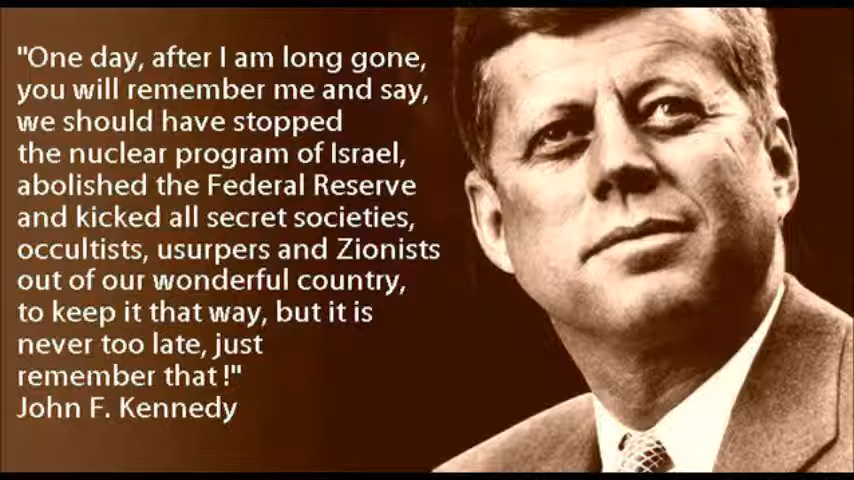 "One day, after I am long gone,
you will remember me and say,
we should have stopped
the nuclear program of Israel,
abolished the Federal Reserve
and kicked all secret societies,
occultists, usurpers and Zionists
out of our wonderful country,
to keep it that way, but it is
never too late, just
remember that!"
John F. Kennedy